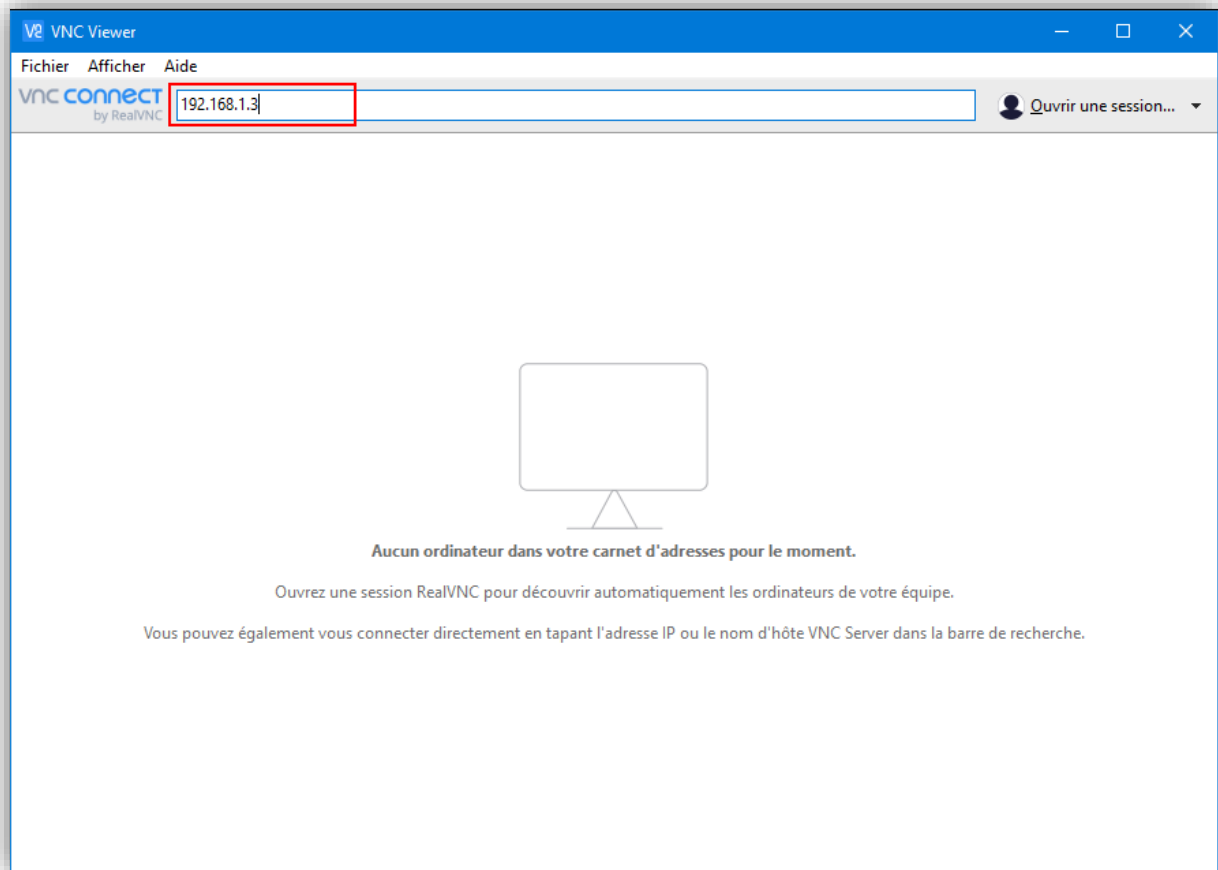 VNC Viewer
Fichier Afficher Aide
vnc connect
by RealVNC
192.168.1.3
Ouvrir une session...
Aucun ordinateur dans votre carnet d'adresses pour le moment.
Ouvrez une session RealVNC pour découvrir automatiquement les ordinateurs de votre équipe.
Vous pouvez également vous connecter directement en tapant l'adresse IP ou le nom d'hôte VNC Server dans la barre de recherche.